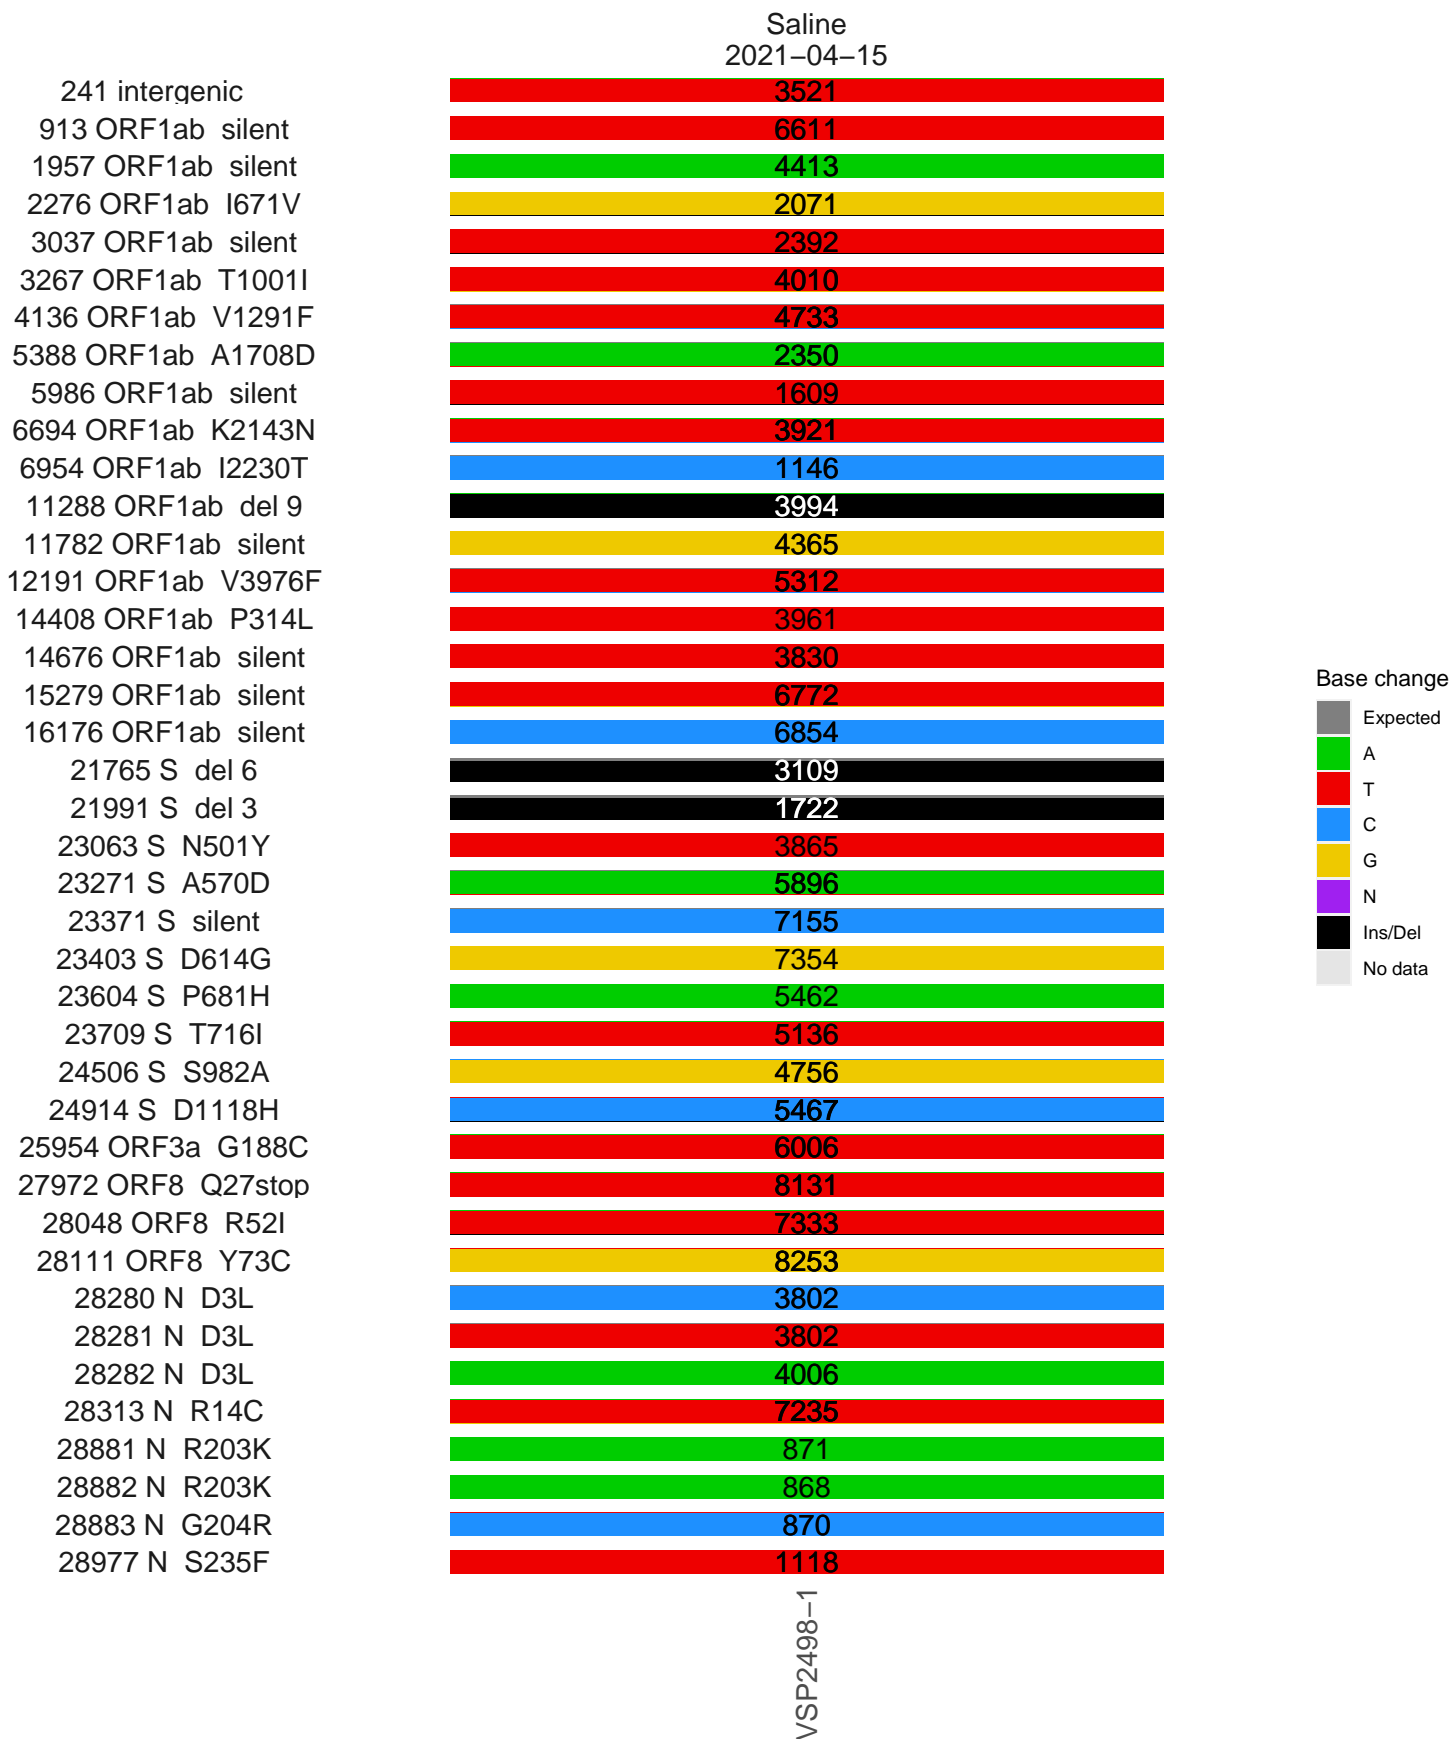 Saline
2021−04−15
241 intergenic 3521
913 ORF1ab silent 6611
1957 ORF1ab silent 4413
2276 ORF1ab I671V 2071
3037 ORF1ab silent 2392
3267 ORF1ab T1001I 4010
4136 ORF1ab V1291F 4733
5388 ORF1ab A1708D 2350
5986 ORF1ab silent 1609
6694 ORF1ab K2143N 3921
6954 ORF1ab I2230T 1146
11288 ORF1ab del 9 3994
11782 ORF1ab silent 4365
12191 ORF1ab V3976F 5312
14408 ORF1ab P314L 3961
14676 ORF1ab silent 3830
15279 ORF1ab silent 6772
16176 ORF1ab silent 6854
21765 S del 6 3109
21991 S del 3 1722
23063 S N501Y 3865
23271 S A570D 5896
23371 S silent 7155
23403 S D614G 7354
23604 S P681H 5462
23709 S T716I 5136
24506 S S982A 4756
24914 S D1118H 5467
25954 ORF3a G188C 6006
27972 ORF8 Q27stop 8131
28048 ORF8 R52I 7333
28111 ORF8 Y73C 8253
28280 N D3L 3802
28281 N D3L 3802
28282 N D3L 4006
28313 N R14C 7235
28881 N R203K 871
28882 N R203K 868
28883 N G204R 870
28977 N S235F 1118
VSP2498−1
Base change
Expected
A
T
C
G
N
Ins/Del
No data